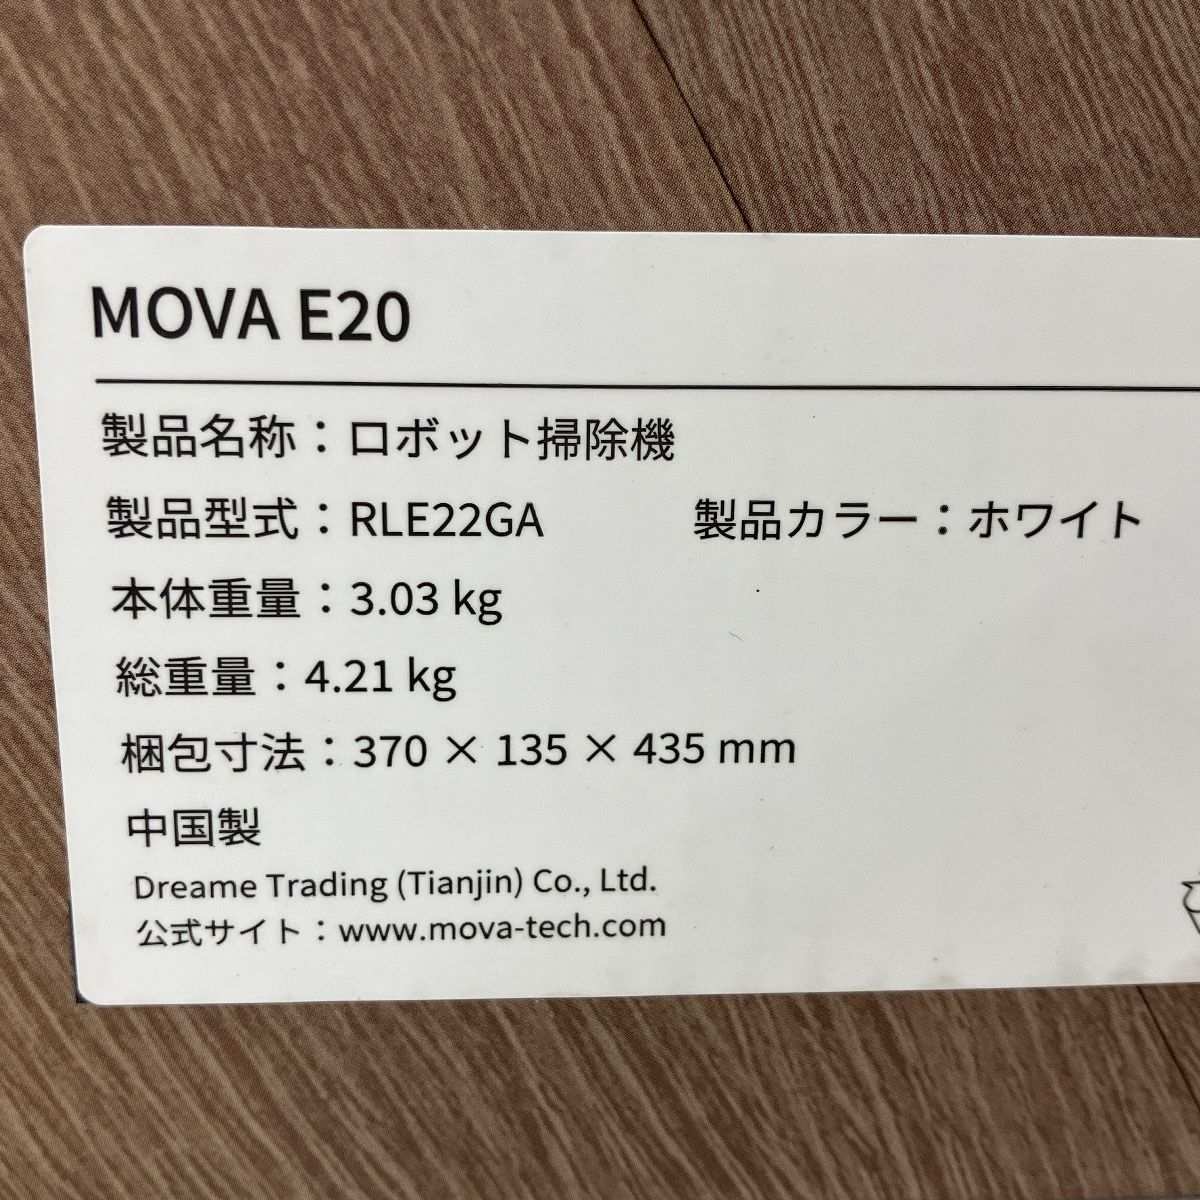 MOVA E20
製品名称：ロボット掃除機
製品型式：RLE22GA 製品カラー：ホワイト
本体重量：3.03 kg
総重量：4.21 kg
梱包寸法：370 × 135 × 435 mm
中国製
Dreame Trading (Tianjin) Co., Ltd.
公式サイト：www.mova-tech.com